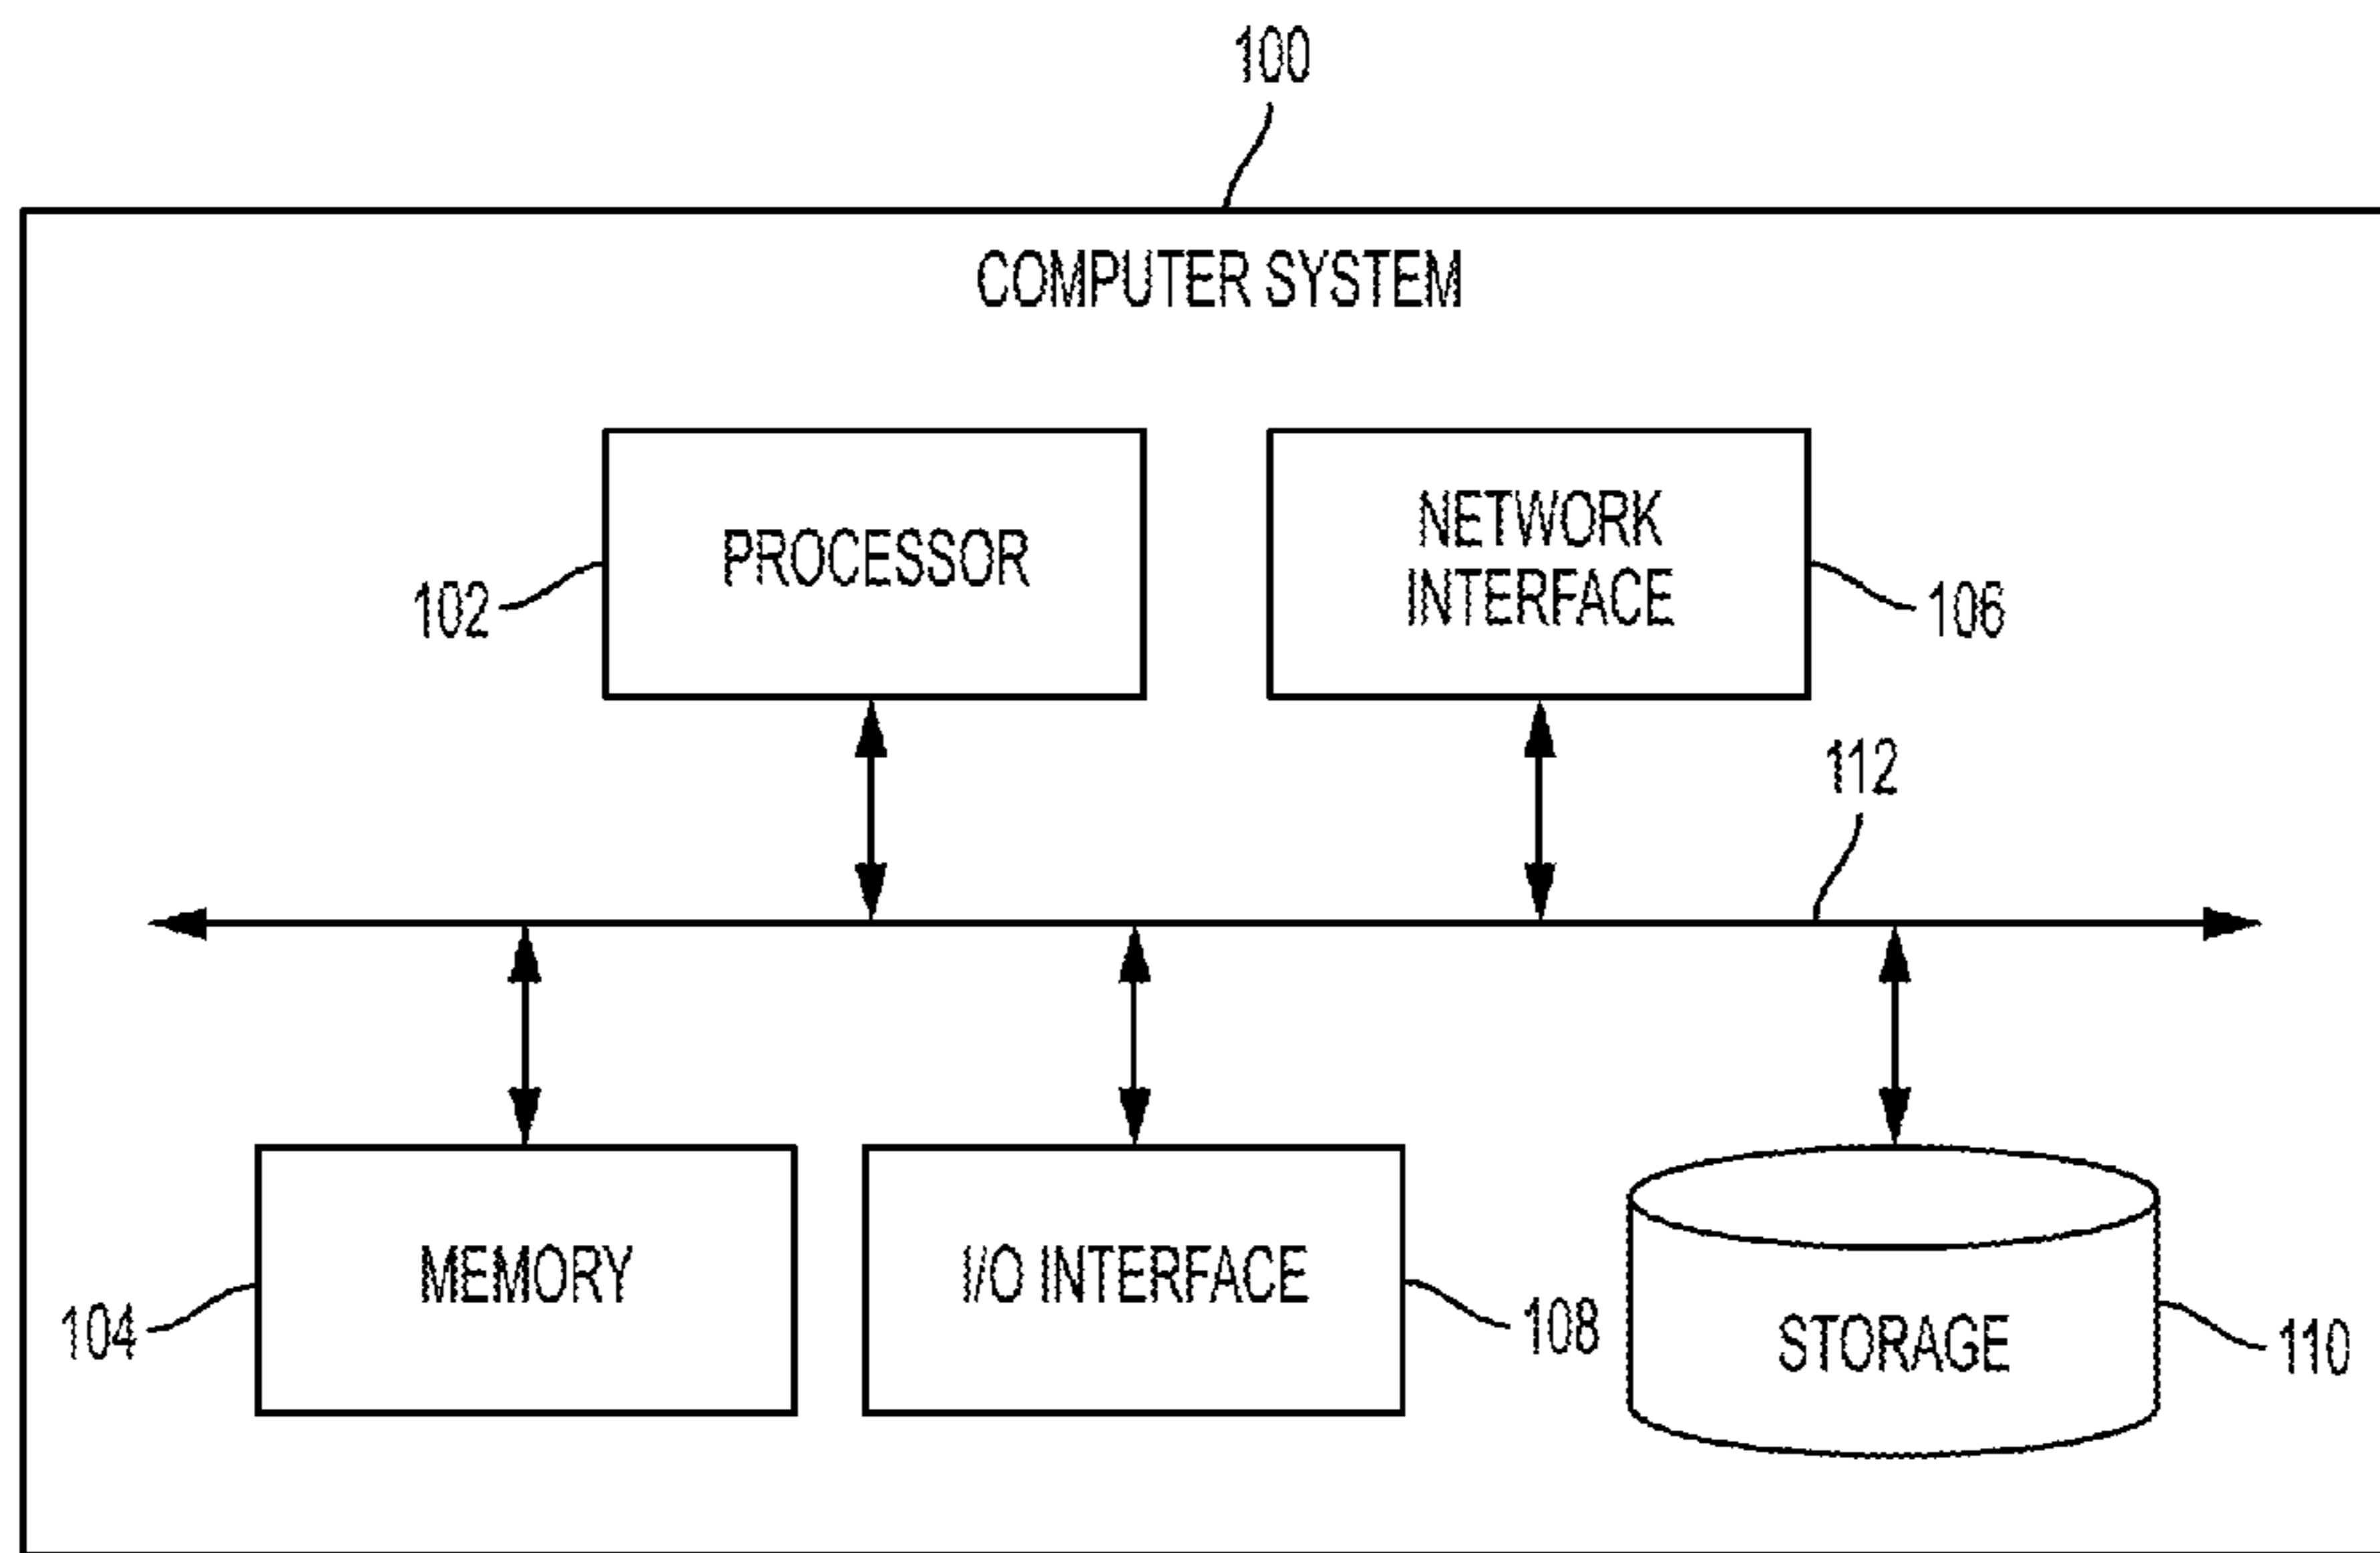 100
COMPUTER SYSTEM
PROCESSOR
102
NETWORK
INTERFACE
106
112
MEMORY
104
I/O INTERFACE
108
STORAGE
110